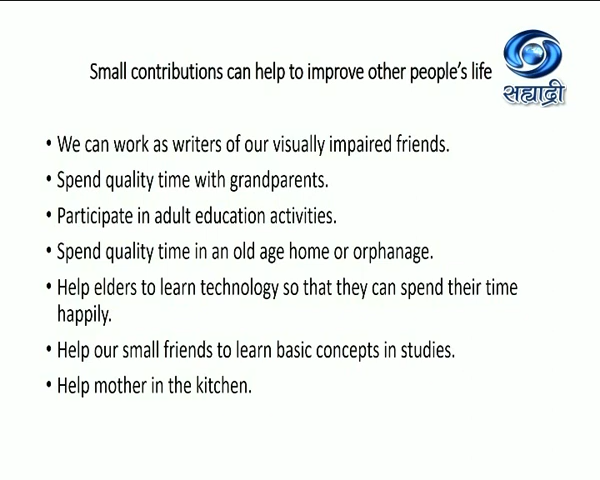 Small contributions can help to improve other people's life
सह्याद्री
• We can work as writers of our visually impaired friends.
• Spend quality time with grandparents.
• Participate in adult education activities.
• Spend quality time in an old age home or orphanage.
• Help elders to learn technology so that they can spend their time
happily.
• Help our small friends to learn basic concepts in studies.
• Help mother in the kitchen.